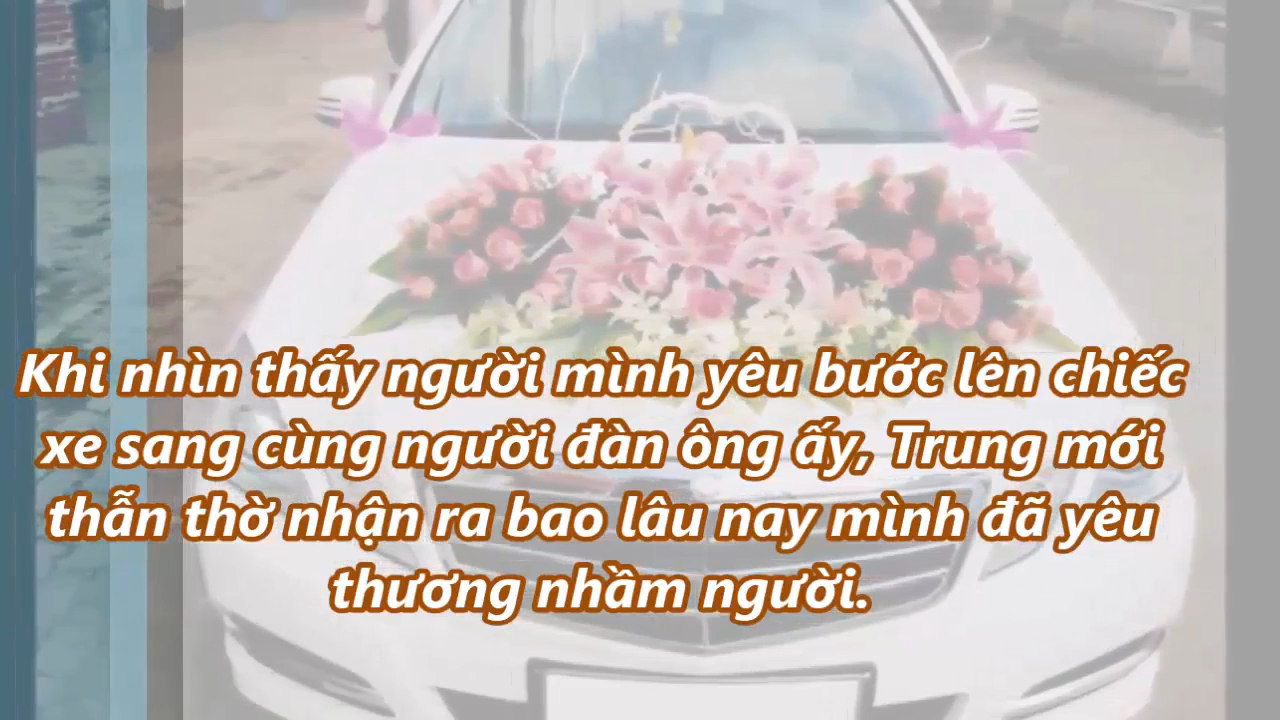 Khi nhìn thấy người mình yêu bước lên chiếc
xe sang cùng người đàn ông ấy, Trung mới
thẫn thờ nhận ra bao lâu nay mình đã yêu
thương nhầm người.